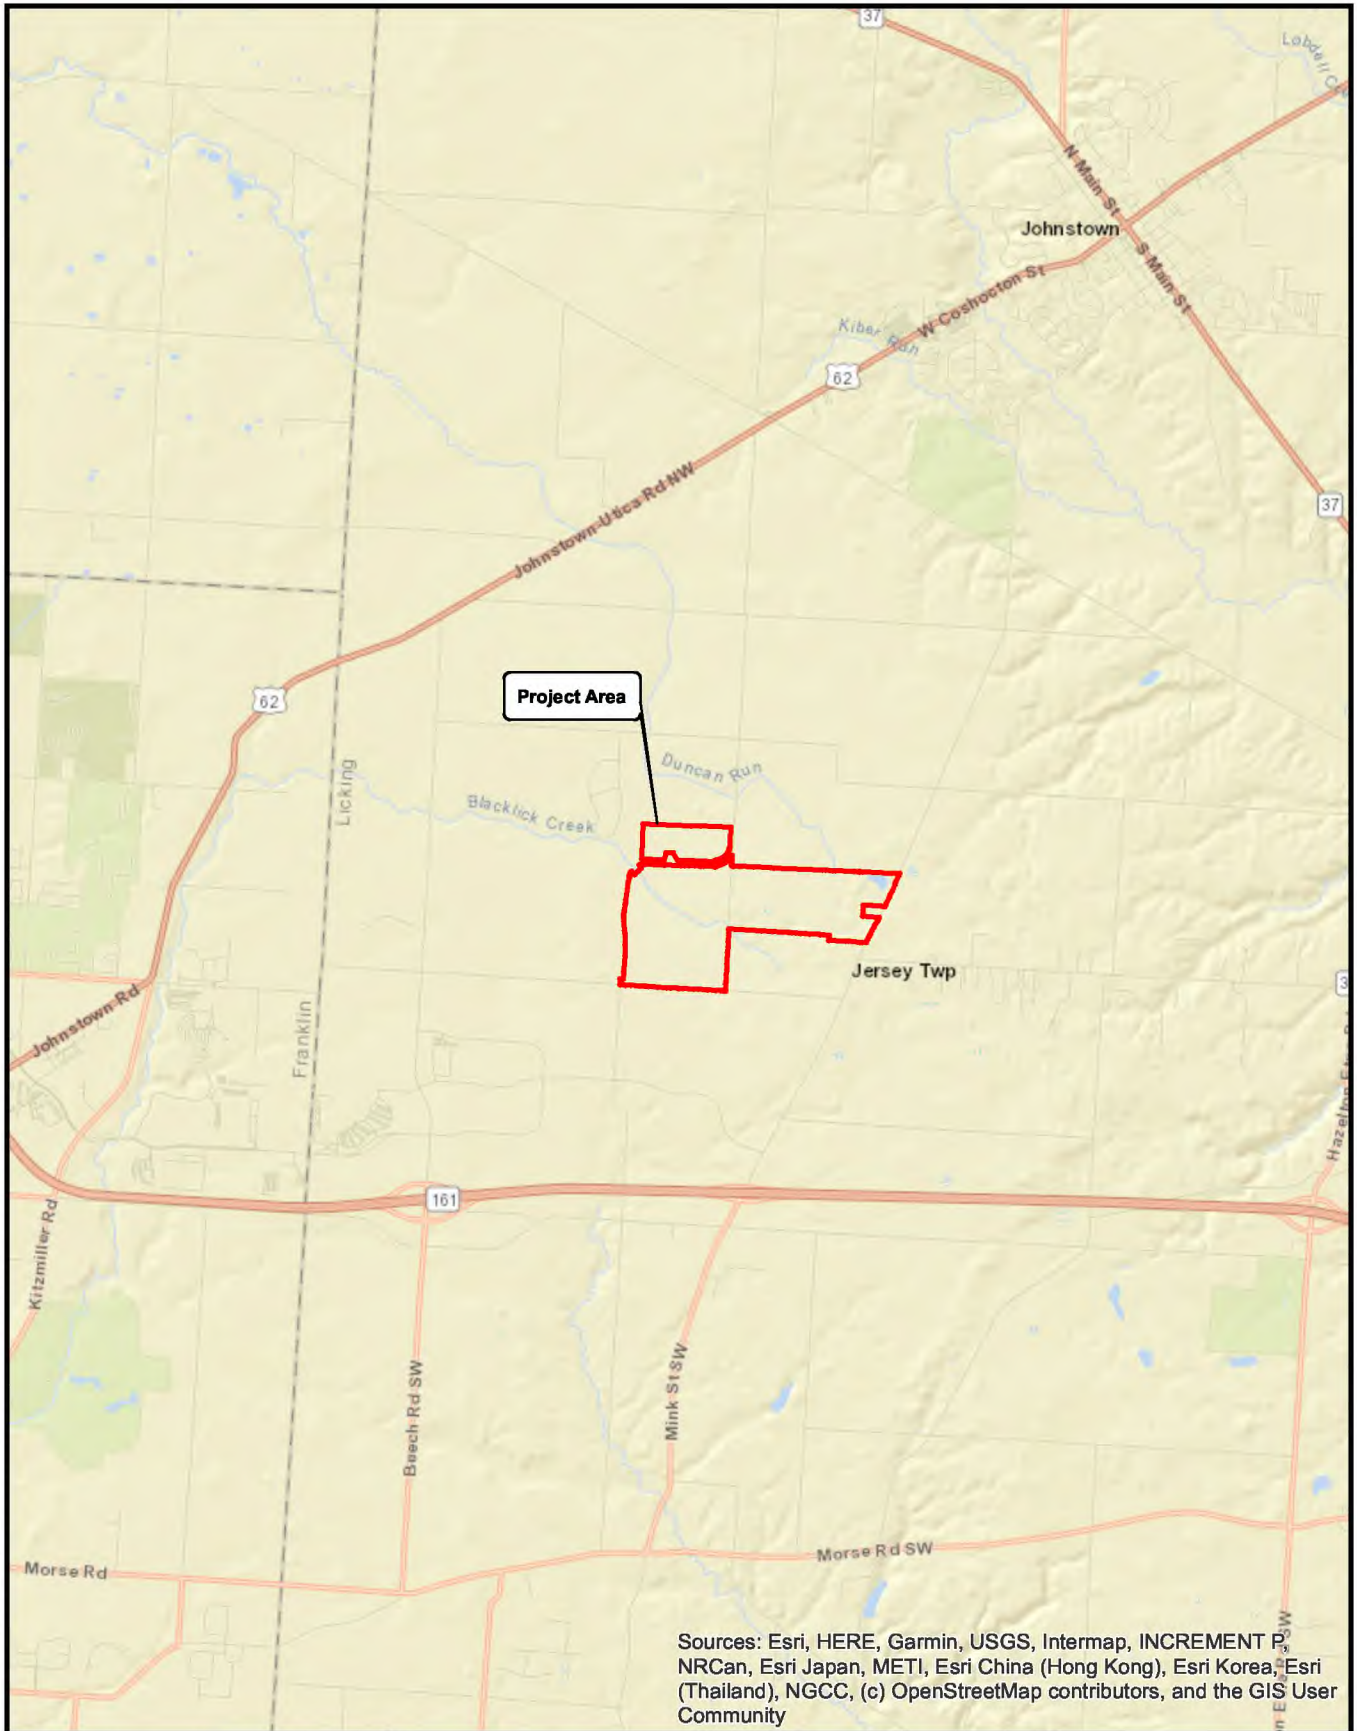 37
Lobdell
N Main St
Johnstown
S Main St
W Coshocton St
Kiber Run
62
37
Johnstown Utica Rd NW
62
Project Area
Duncan Run
Licking
Blacklick Creek
Jersey Twp
Johnstown Rd
Franklin
161
Kitzmiller Rd
Beech Rd SW
Mink St SW
Morse Rd SW
Morse Rd
Sources: Esri, HERE, Garmin, USGS, Intermap, INCREMENT P,
NRCan, Esri Japan, METI, Esri China (Hong Kong), Esri Korea, Esri
(Thailand), NGCC, (c) OpenStreetMap contributors, and the GIS User
Community